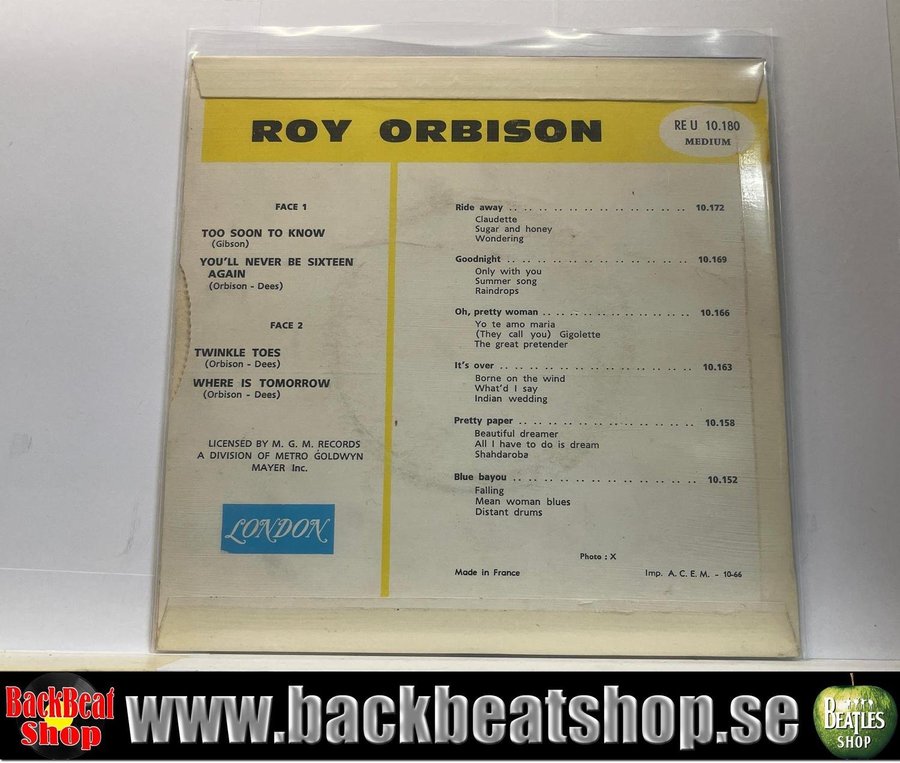 ROY ORBISON
RE U 10.180
MEDIUM
FACE 1
TOO SOON TO KNOW
(Gibson)
YOU'LL NEVER BE SIXTEEN
AGAIN
(Orbison - Dees)
FACE 2
TWINKLE TOES
(Orbison - Dees)
WHERE IS TOMORROW
(Orbison - Dees)
LICENSED BY M. G. M. RECORDS
A DIVISION OF METRO GOLDWYN
MAYER Inc.
LONDON
Ride away .. .. .. .. .. .. .. .. .. .. .. .. 10.172
Claudette
Sugar and honey
Wondering
Goodnight .. .. .. .. .. .. .. .. .. .. .. .. 10.169
Only with you
Summer song
Raindrops
Oh, pretty woman .. .. .. .. .. .. .. .. .. .. 10.166
Yo te amo maria
(They call you) Gigolette
The great pretender
It's over .. .. .. .. .. .. .. .. .. .. .. .. .. 10.163
Borne on the wind
What'd I say
Indian wedding
Pretty paper .. .. .. .. .. .. .. .. .. .. .. .. 10.158
Beautiful dreamer
All I have to do is dream
Shahdaroba
Blue bayou .. .. .. .. .. .. .. .. .. .. .. .. 10.152
Falling
Mean woman blues
Distant drums
Photo : X
Made in France
Imp. A. C. E. M. - 10-66
BackBeat
Shop
www.backbeatshop.se
BEATLES
SHOP